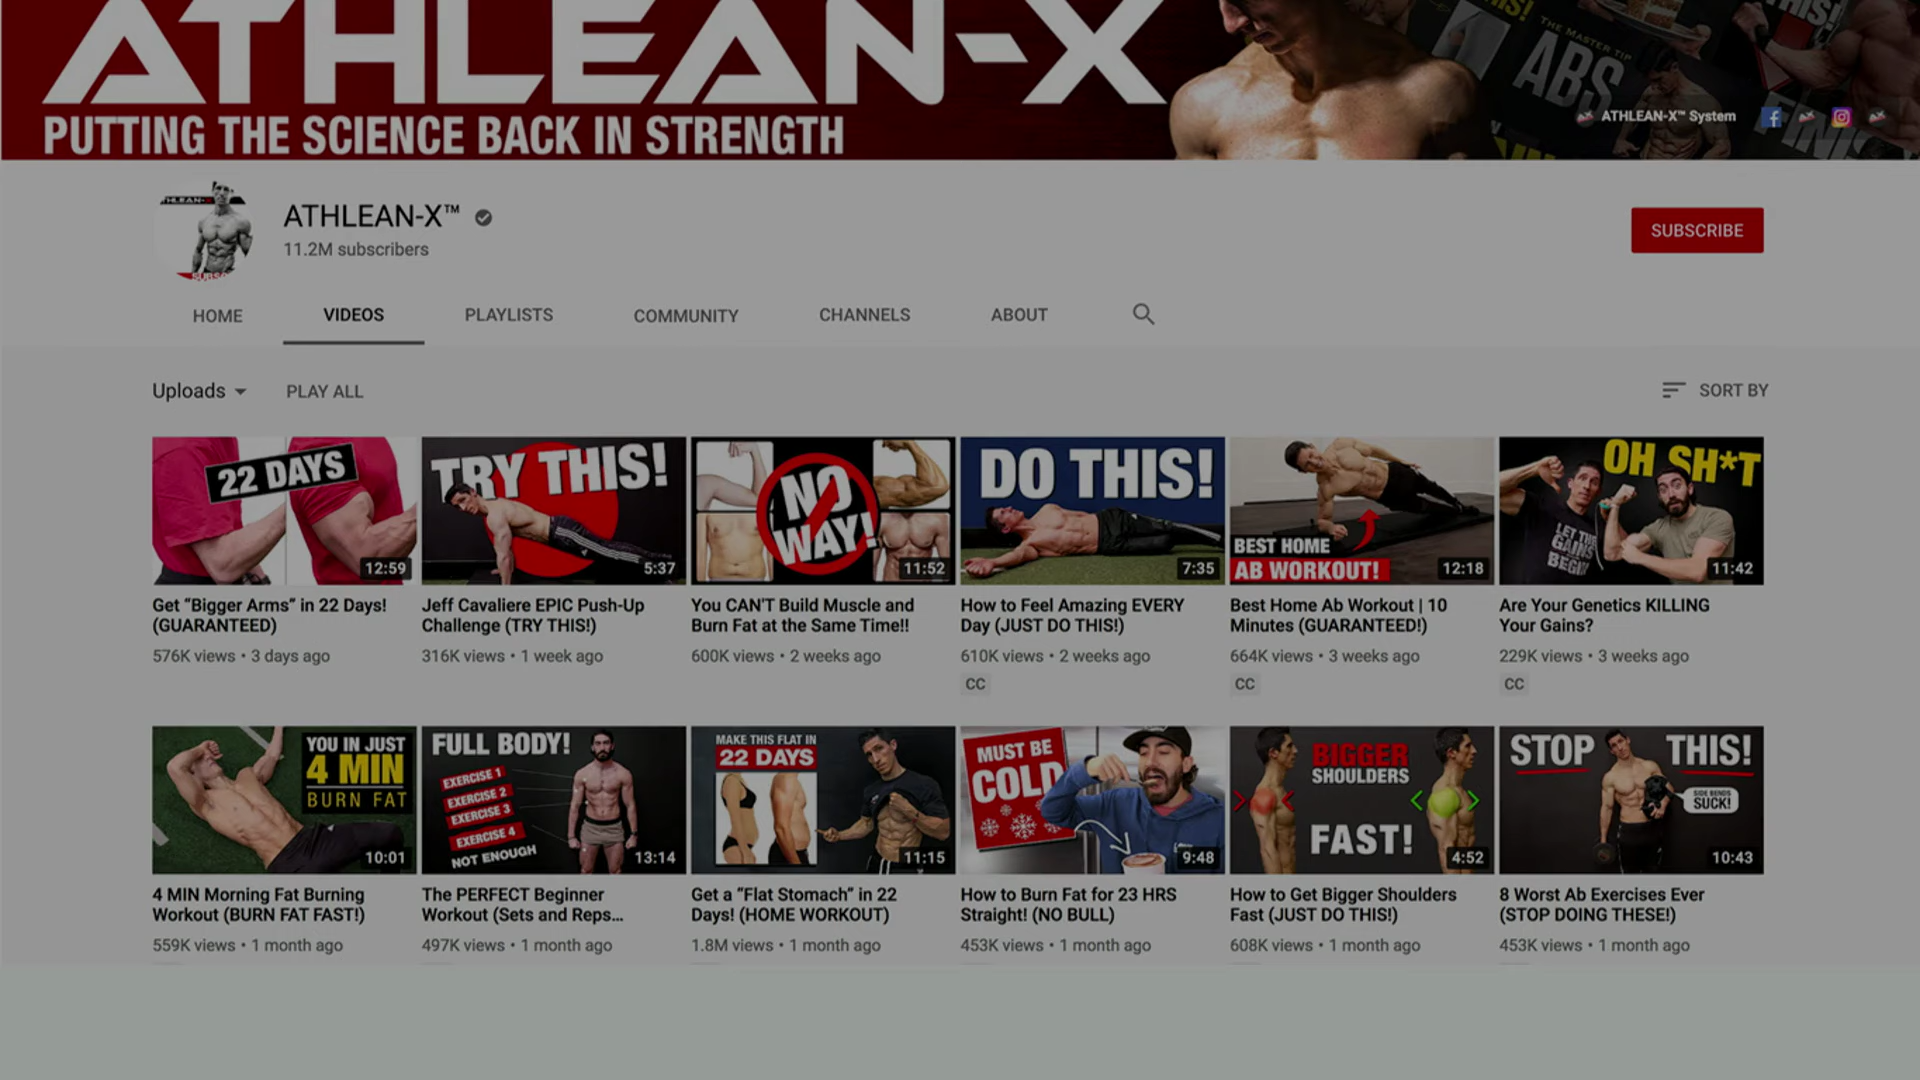 ATHLEAN-X
PUTTING THE SCIENCE BACK IN STRENGTH
THIS!
THE MASTER TIP
ABS
ATHLEAN-X™ System
ATHLEAN-X™
11.2M subscribers
SUBSCRIBE
HOME
VIDEOS
PLAYLISTS
COMMUNITY
CHANNELS
ABOUT
Uploads
PLAY ALL
SORT BY
22 DAYS
12:59
TRY THIS!
5:37
NO
WAY!
11:52
DO THIS!
7:35
BEST HOME
AB WORKOUT!
12:18
OH SH*T
LET THE
GAINS
BEGIN
11:42
Get “Bigger Arms” in 22 Days!
(GUARANTEED)
576K views • 3 days ago
Jeff Cavaliere EPIC Push-Up
Challenge (TRY THIS!)
316K views • 1 week ago
You CAN'T Build Muscle and
Burn Fat at the Same Time!!
600K views • 2 weeks ago
How to Feel Amazing EVERY
Day (JUST DO THIS!)
610K views • 2 weeks ago
CC
Best Home Ab Workout | 10
Minutes (GUARANTEED!)
664K views • 3 weeks ago
CC
Are Your Genetics KILLING
Your Gains?
229K views • 3 weeks ago
CC
YOU IN JUST
4 MIN
BURN FAT
10:01
FULL BODY!
EXERCISE 1
EXERCISE 2
EXERCISE 3
EXERCISE 4
NOT ENOUGH
13:14
MAKE THIS FLAT IN
22 DAYS
11:15
MUST BE
COLD
9:48
BIGGER
SHOULDERS
FAST!
4:52
STOP THIS!
SIDE BENDS
SUCK!
10:43
4 MIN Morning Fat Burning
Workout (BURN FAT FAST!)
559K views • 1 month ago
The PERFECT Beginner
Workout (Sets and Reps...
497K views • 1 month ago
Get a “Flat Stomach” in 22
Days! (HOME WORKOUT)
1.8M views • 1 month ago
How to Burn Fat for 23 HRS
Straight! (NO BULL)
453K views • 1 month ago
How to Get Bigger Shoulders
Fast (JUST DO THIS!)
608K views • 1 month ago
8 Worst Ab Exercises Ever
(STOP DOING THESE!)
453K views • 1 month ago